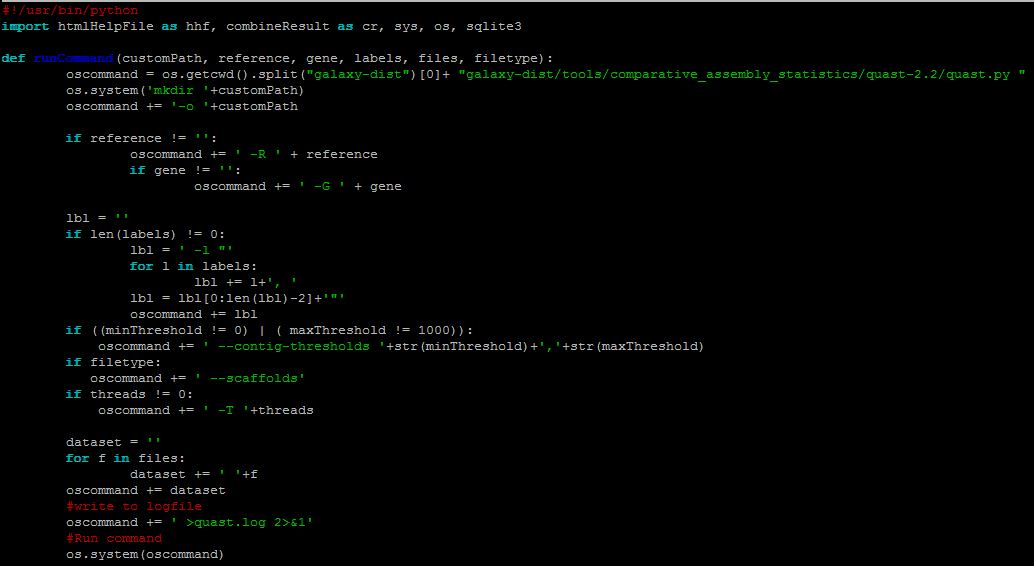 #!/usr/bin/python
import htmlHelpFile as hhf, combineResult as cr, sys, os, sqlite3
def runCommand(customPath, reference, gene, labels, files, filetype):
oscommand = os.getcwd().split("galaxy-dist")[0]+ "galaxy-dist/tools/comparative_assembly_statistics/quast-2.2/quast.py "
os.system('mkdir '+customPath)
oscommand += '-o '+customPath
if reference != '':
oscommand += ' -R ' + reference
if gene != '':
oscommand += ' -G ' + gene
lbl = ''
if len(labels) != 0:
lbl = ' -l "'
for l in labels:
lbl += l+', '
lbl = lbl[0:len(lbl)-2]+'"'
oscommand += lbl
if ((minThreshold != 0) | ( maxThreshold != 1000)):
oscommand += ' --contig-thresholds '+str(minThreshold)+','+str(maxThreshold)
if filetype:
oscommand += ' --scaffolds'
if threads != 0:
oscommand += ' -T '+threads
dataset = ''
for f in files:
dataset += ' '+f
oscommand += dataset
#write to logfile
oscommand += ' >quast.log 2>&1'
#Run command
os.system(oscommand)